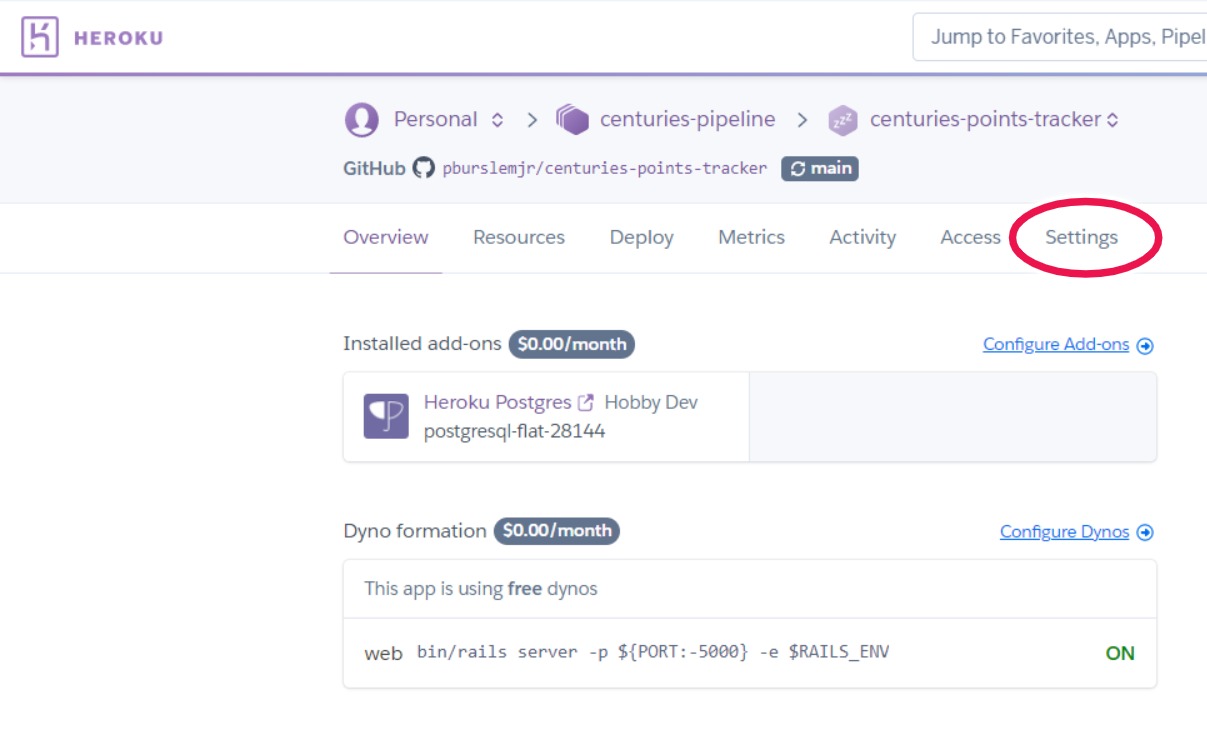 HEROKU
Jump to Favorites, Apps, Pipel
Personal > centuries-pipeline > zzz centuries-points-tracker
GitHub pburslemjr/centuries-points-tracker main
Overview Resources Deploy Metrics Activity Access Settings
Installed add-ons $0.00/month Configure Add-ons
Heroku Postgres Hobby Dev
postgresql-flat-28144
Dyno formation $0.00/month Configure Dynos
This app is using free dynos
web bin/rails server -p ${PORT:-5000} -e $RAILS_ENV ON